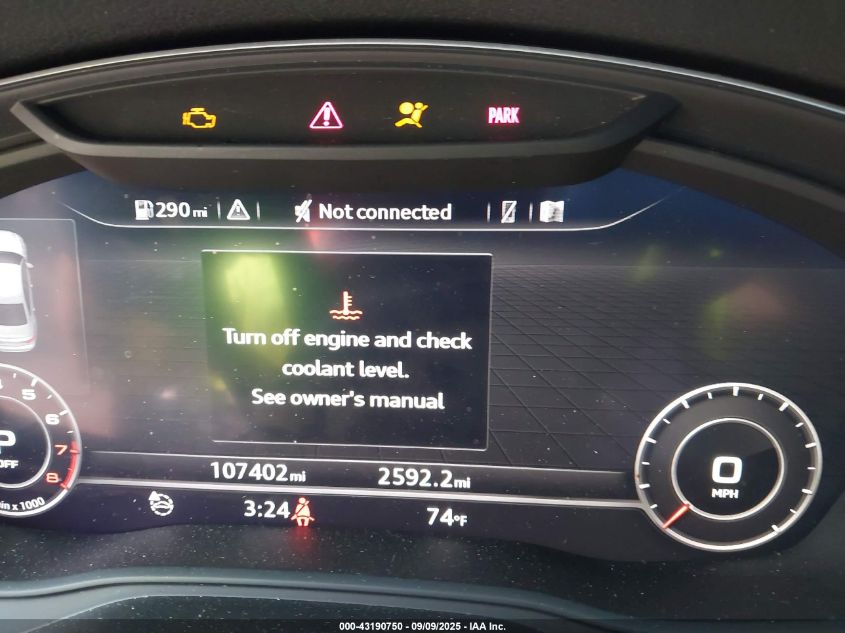 PARK
290 mi
Not connected
Turn off engine and check
coolant level.
See owner's manual
5
6
7
8
P
OFF
in x 1000
0
MPH
107402 mi
2592.2 mi
3:24
74°F
000-43190750 - 09/09/2025 - IAA Inc.